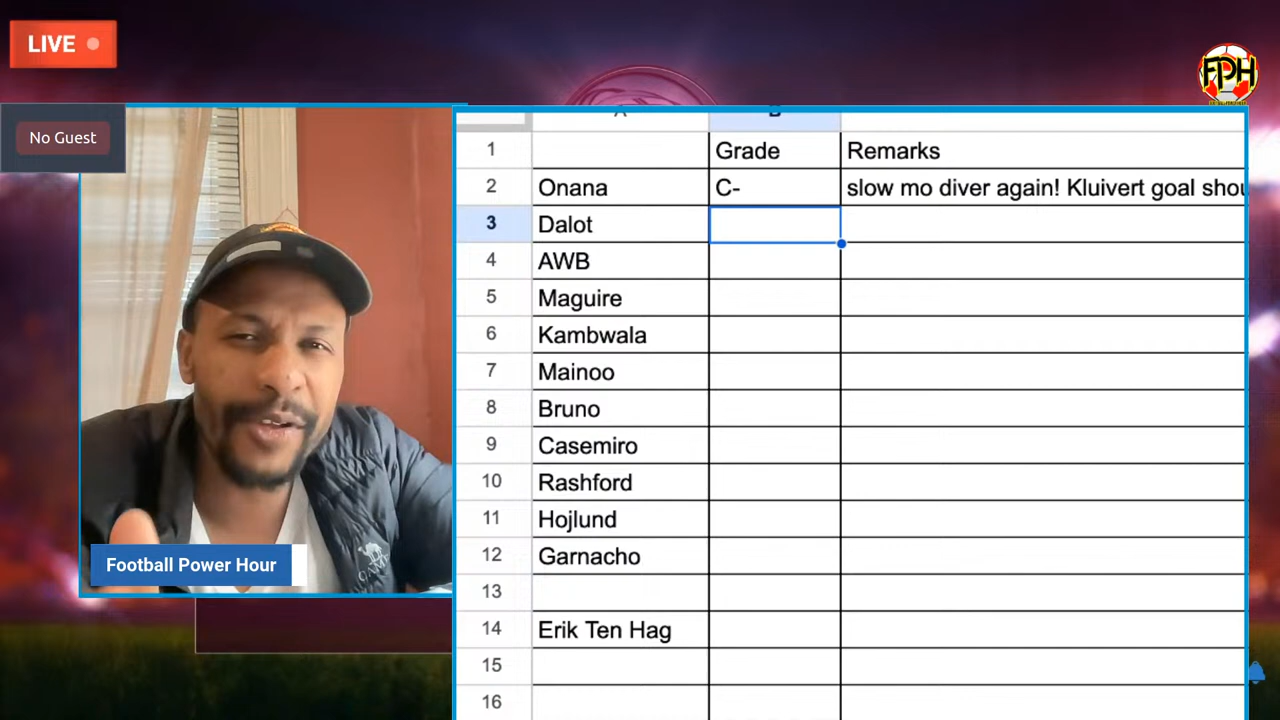 LIVE
FPH
No Guest
A B
1 Grade Remarks
2 Onana C- slow mo diver again! Kluivert goal shou
3 Dalot
4 AWB
5 Maguire
6 Kambwala
7 Mainoo
8 Bruno
9 Casemiro
10 Rashford
11 Hojlund
12 Garnacho
13
14 Erik Ten Hag
15
16
Football Power Hour